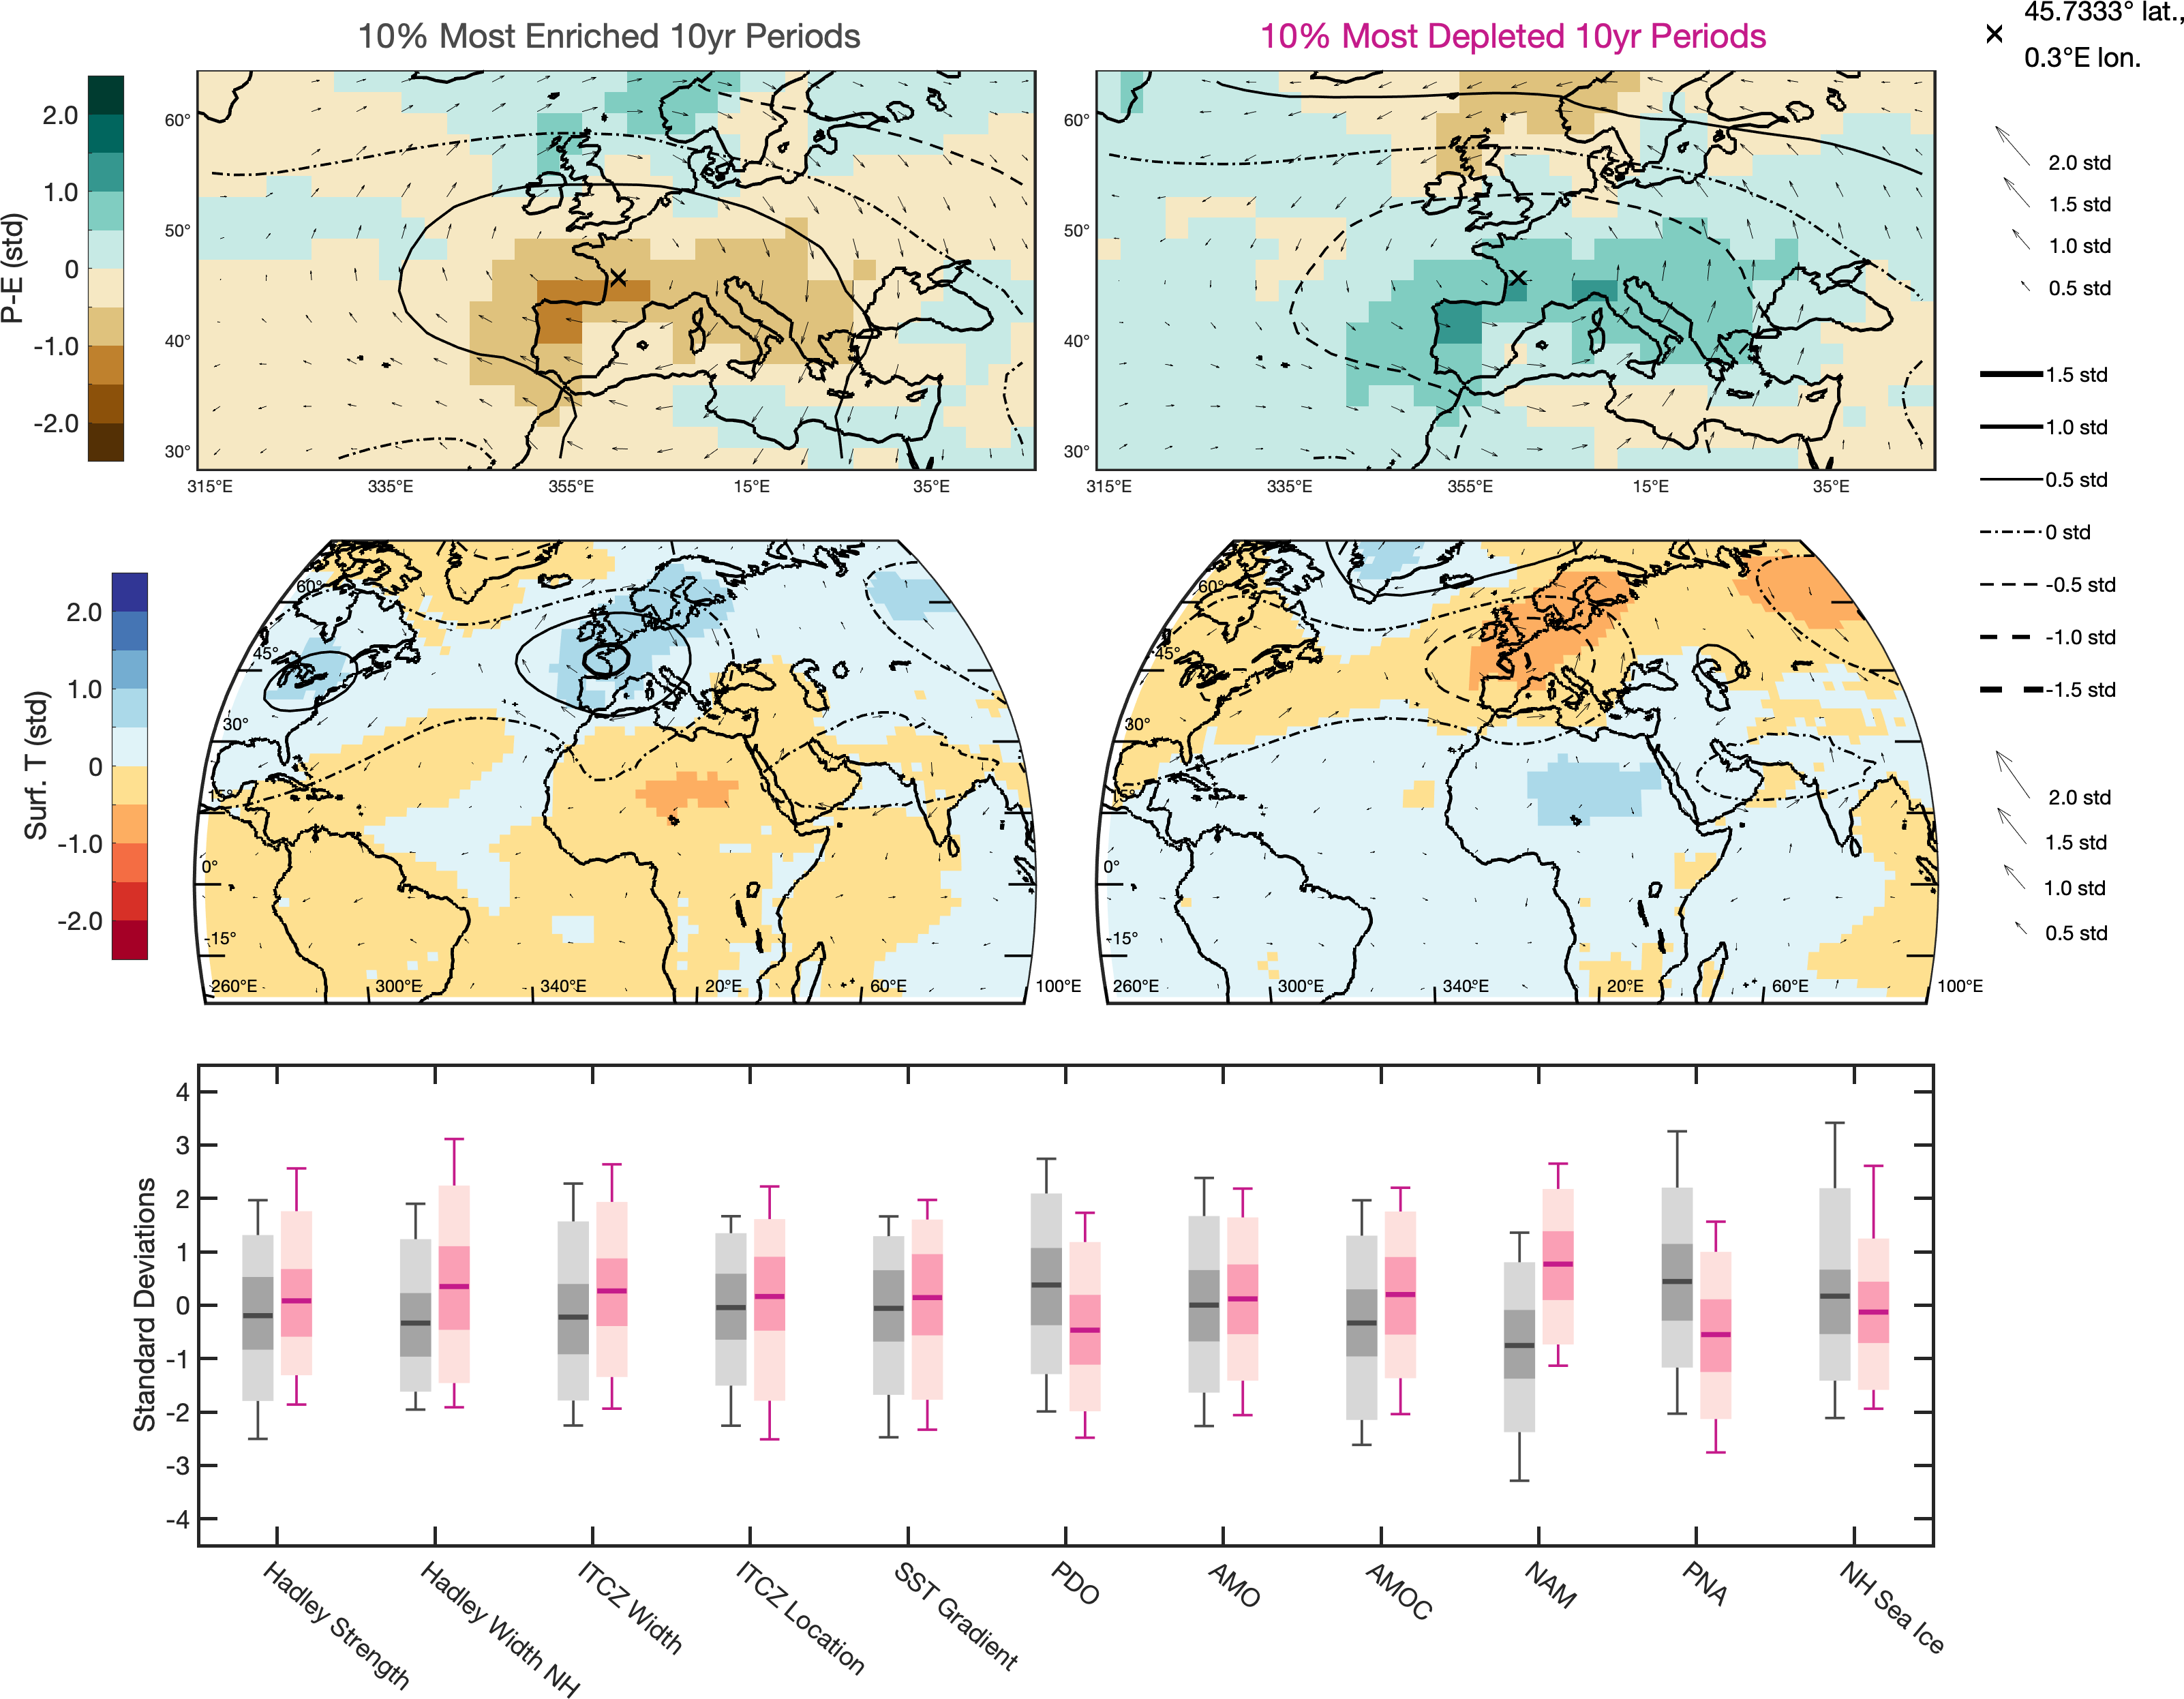 10% Most Enriched 10yr Periods
10% Most Depleted 10yr Periods
45.7333° lat.,
0.3°E lon.
P-E (std)
2.0
1.0
0
-1.0
-2.0
60°
50°
40°
30°
315°E 335°E 355°E 15°E 35°E
60°
50°
40°
30°
315°E 335°E 355°E 15°E 35°E
2.0 std
1.5 std
1.0 std
0.5 std
1.5 std
1.0 std
0.5 std
0 std
-0.5 std
-1.0 std
-1.5 std
Surf. T (std)
2.0
1.0
0
-1.0
-2.0
60°
45°
30°
15°
0°
-15°
260°E 300°E 340°E 20°E 60°E 100°E
60°
45°
30°
15°
0°
-15°
260°E 300°E 340°E 20°E 60°E 100°E
2.0 std
1.5 std
1.0 std
0.5 std
Standard Deviations
4
3
2
1
0
-1
-2
-3
-4
Hadley Strength
Hadley Width NH
ITCZ Width
ITCZ Location
SST Gradient
PDO
AMO
AMOC
NAM
PNA
NH Sea Ice